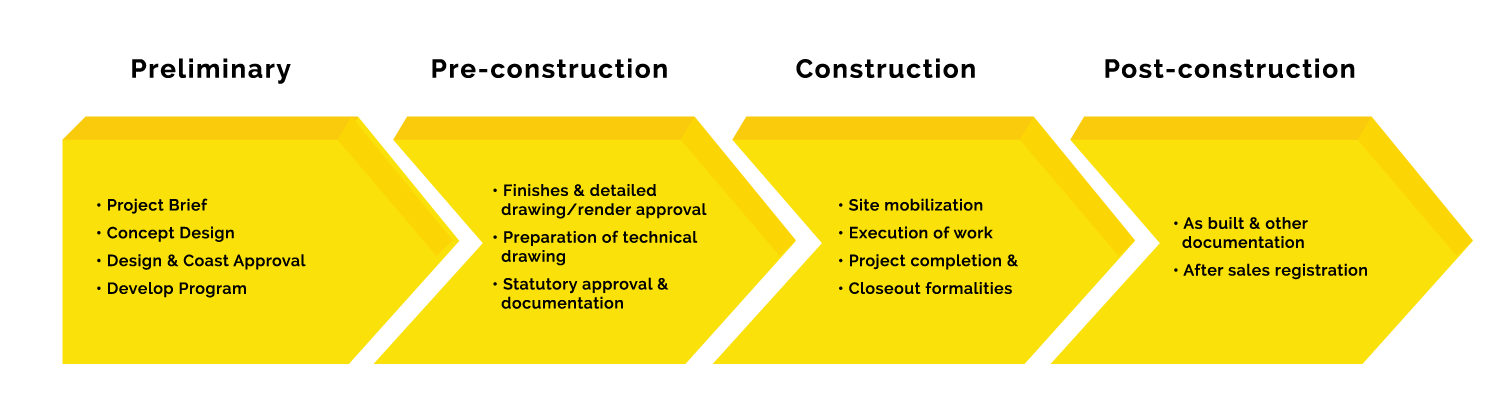 Preliminary
• Project Brief
• Concept Design
• Design & Coast Approval
• Develop Program
Pre-construction
• Finishes & detailed
drawing/render approval
• Preparation of technical
drawing
• Statutory approval &
documentation
Construction
• Site mobilization
• Execution of work
• Project completion &
• Closeout formalities
Post-construction
• As built & other
documentation
• After sales registration